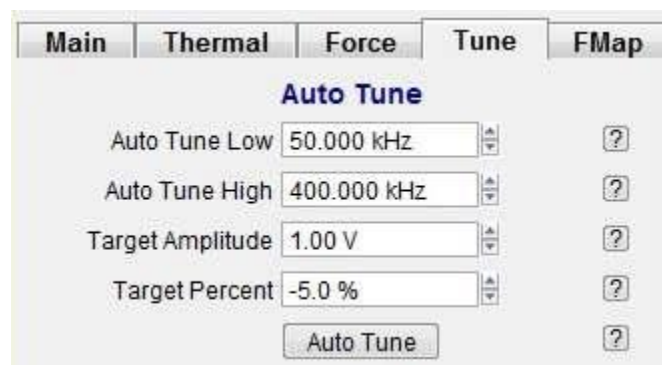 Main Thermal Force Tune FMap
Auto Tune
Auto Tune Low 50.000 kHz ?
Auto Tune High 400.000 kHz ?
Target Amplitude 1.00 V ?
Target Percent -5.0 % ?
Auto Tune ?